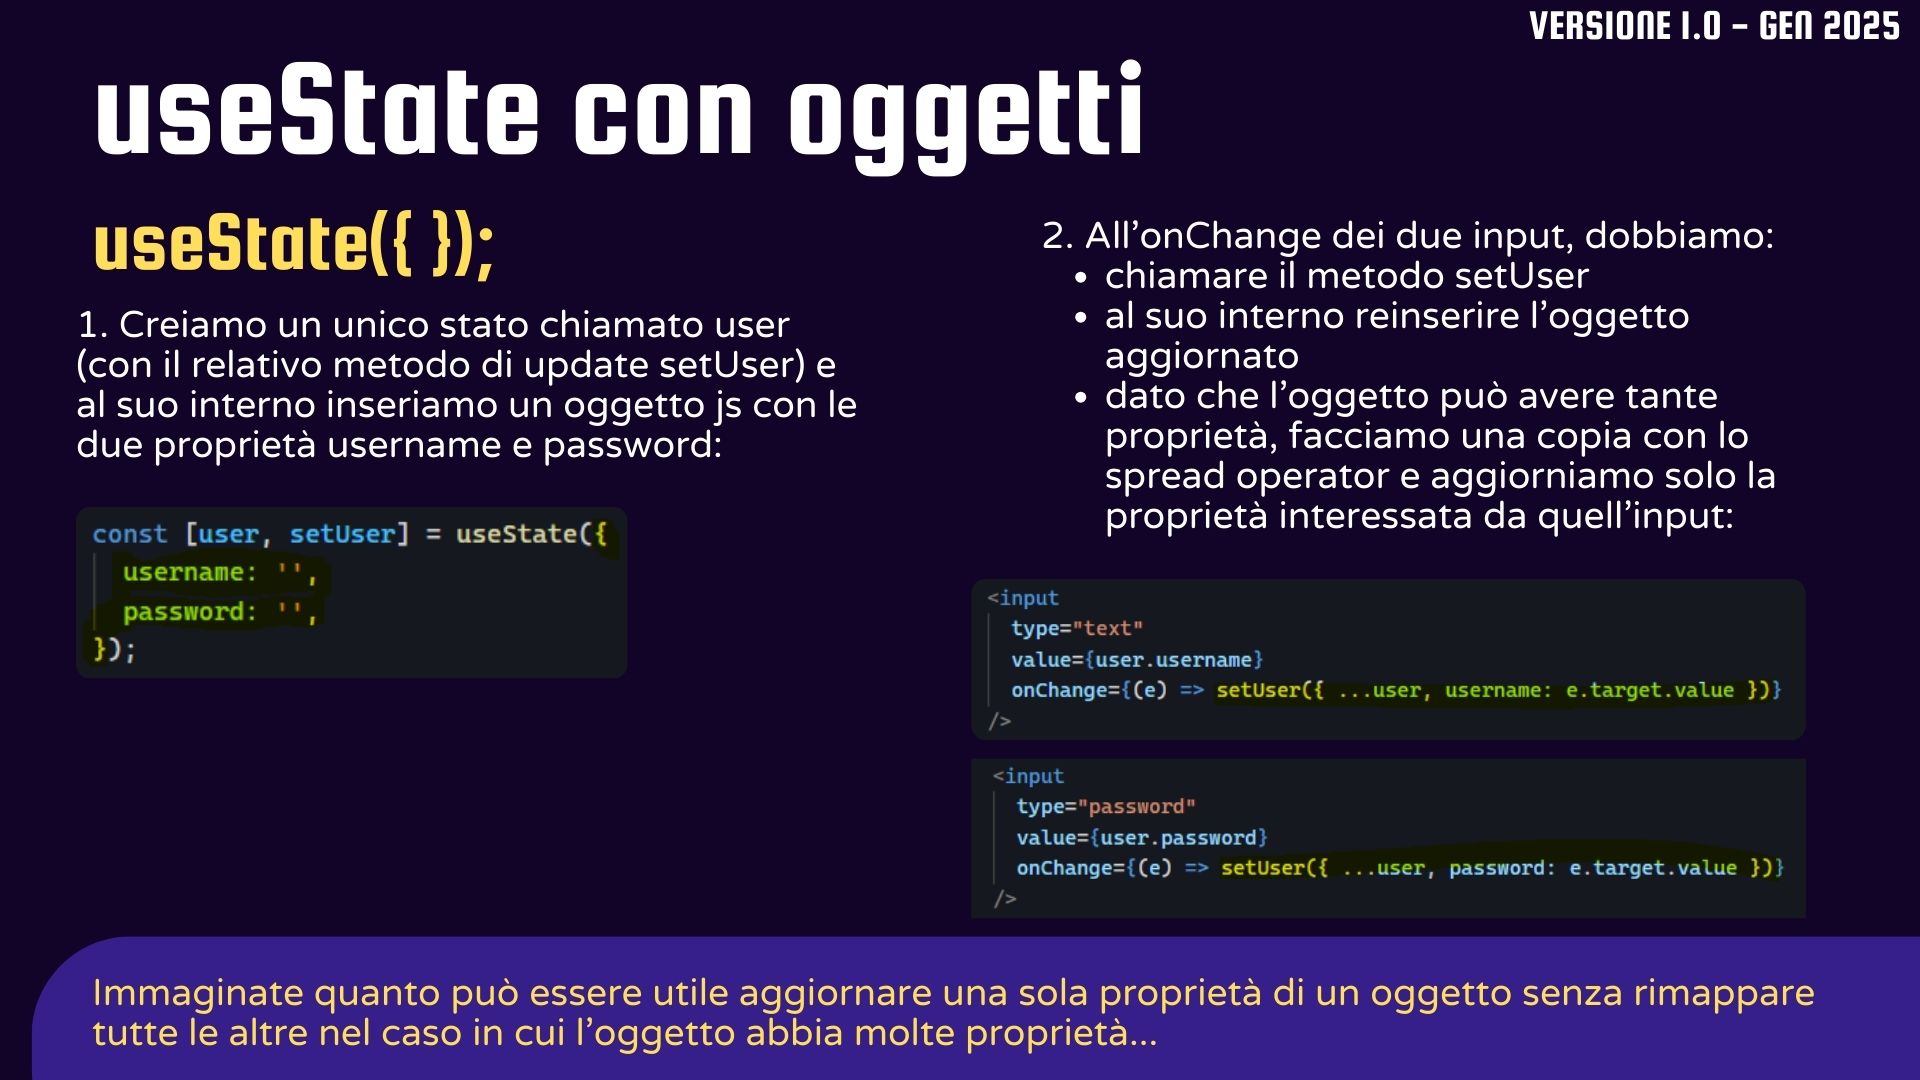 VERSIONE 1.0 - GEN 2025
useState con oggetti
useState({ });
1. Creiamo un unico stato chiamato user
(con il relativo metodo di update setUser) e
al suo interno inseriamo un oggetto js con le
due proprietà username e password:
const [user, setUser] = useState({
username: '',
password: '',
});
2. All’onChange dei due input, dobbiamo:
• chiamare il metodo setUser
• al suo interno reinserire l’oggetto
aggiornato
• dato che l’oggetto può avere tante
proprietà, facciamo una copia con lo
spread operator e aggiorniamo solo la
proprietà interessata da quell’input:
<input
type="text"
value={user.username}
onChange={(e) => setUser({ ...user, username: e.target.value })}
/>
<input
type="password"
value={user.password}
onChange={(e) => setUser({ ...user, password: e.target.value })}
/>
Immaginate quanto può essere utile aggiornare una sola proprietà di un oggetto senza rimappare
tutte le altre nel caso in cui l’oggetto abbia molte proprietà...